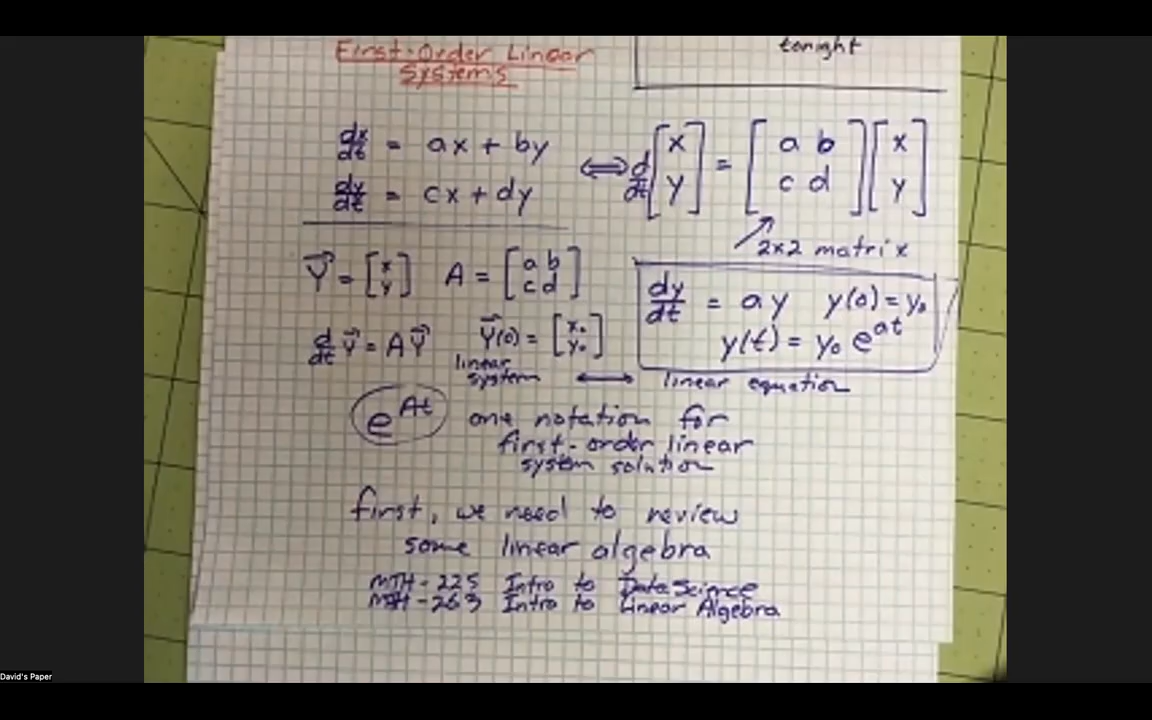 First-Order Linear
Systems
tonight
dx/dt = ax + by ⟺ d/dt [x y] = [a b c d] [x y]
dy/dt = cx + dy
2x2 matrix
Y⃗ = [x y] A = [a b c d]
d/dt Y⃗ = AY⃗ Y⃗(0) = [x₀ y₀]
dy/dt = ay y(0) = y₀
y(t) = y₀ e^at
linear
system ⟷ linear equation
e^At one notation for
first-order linear
system solution
first, we need to review
some linear algebra
MTH-225 Intro to Data Science
MTH-263 Intro to Linear Algebra
David's Paper